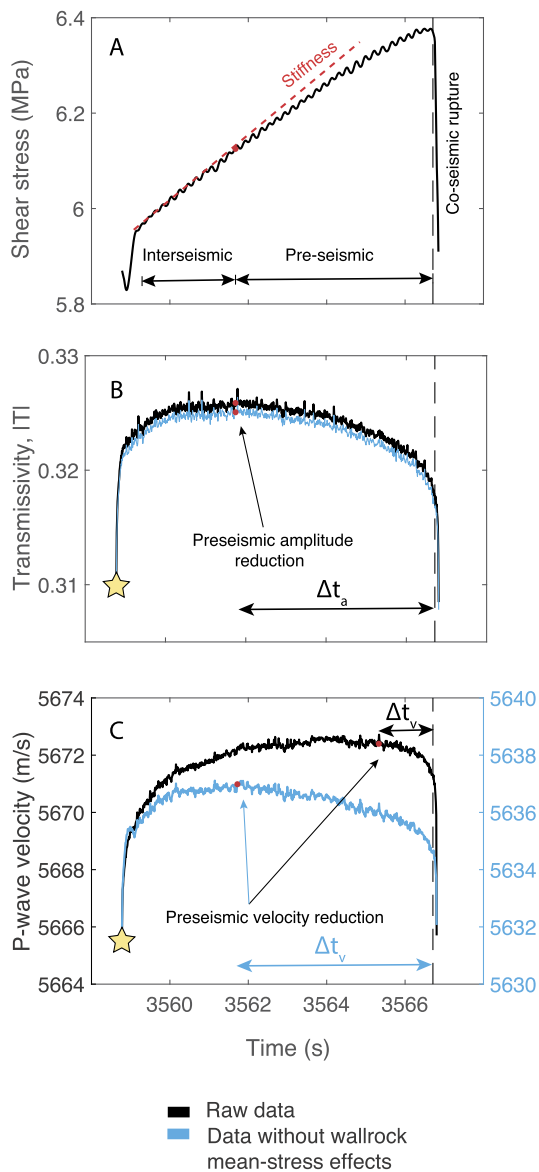 6.4
A
Stiffness
6.2
Shear stress (MPa)
6
Co-seismic rupture
Interseismic
Pre-seismic
5.8
0.33
B
Transmissivity, |T|
0.32
Preseismic amplitude
reduction
0.31
Δta
5674
5640
C
Δtv
5672
5638
P-wave velocity (m/s)
5670
5636
5668
5634
Preseismic velocity reduction
5666
5632
Δtv
5664
5630
3560 3562 3564 3566
Time (s)
Raw data
Data without wallrock
mean-stress effects